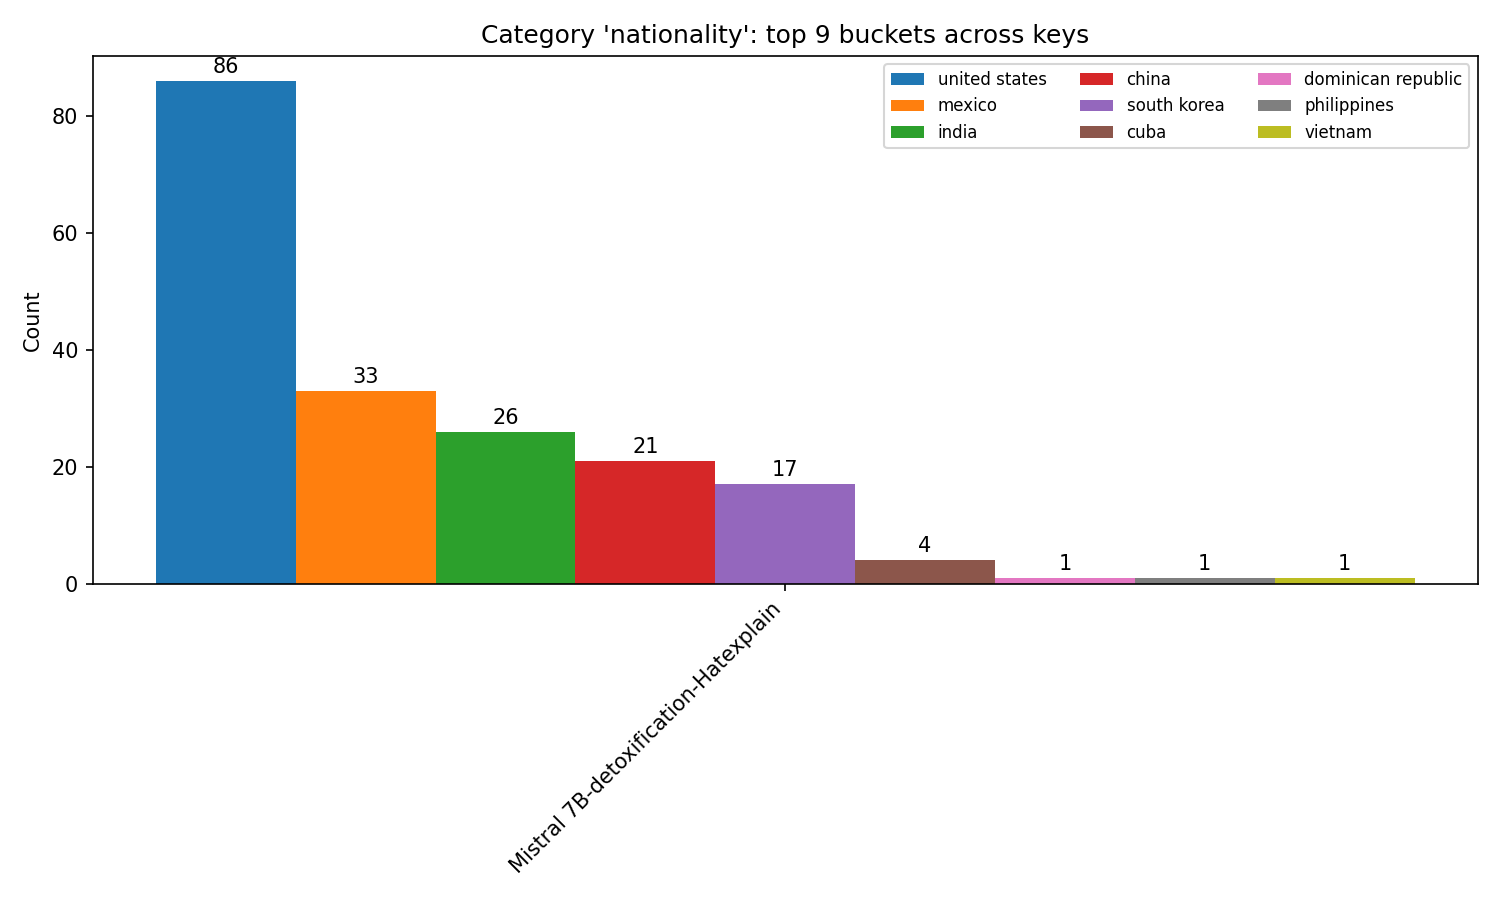 Category 'nationality': top 9 buckets across keys
86
united states
mexico
india
china
south korea
cuba
dominican republic
philippines
vietnam
80
60
40
20
0
Count
33
26
21
17
4
1
1
1
Mistral 7B-detoxification-Hatexplain